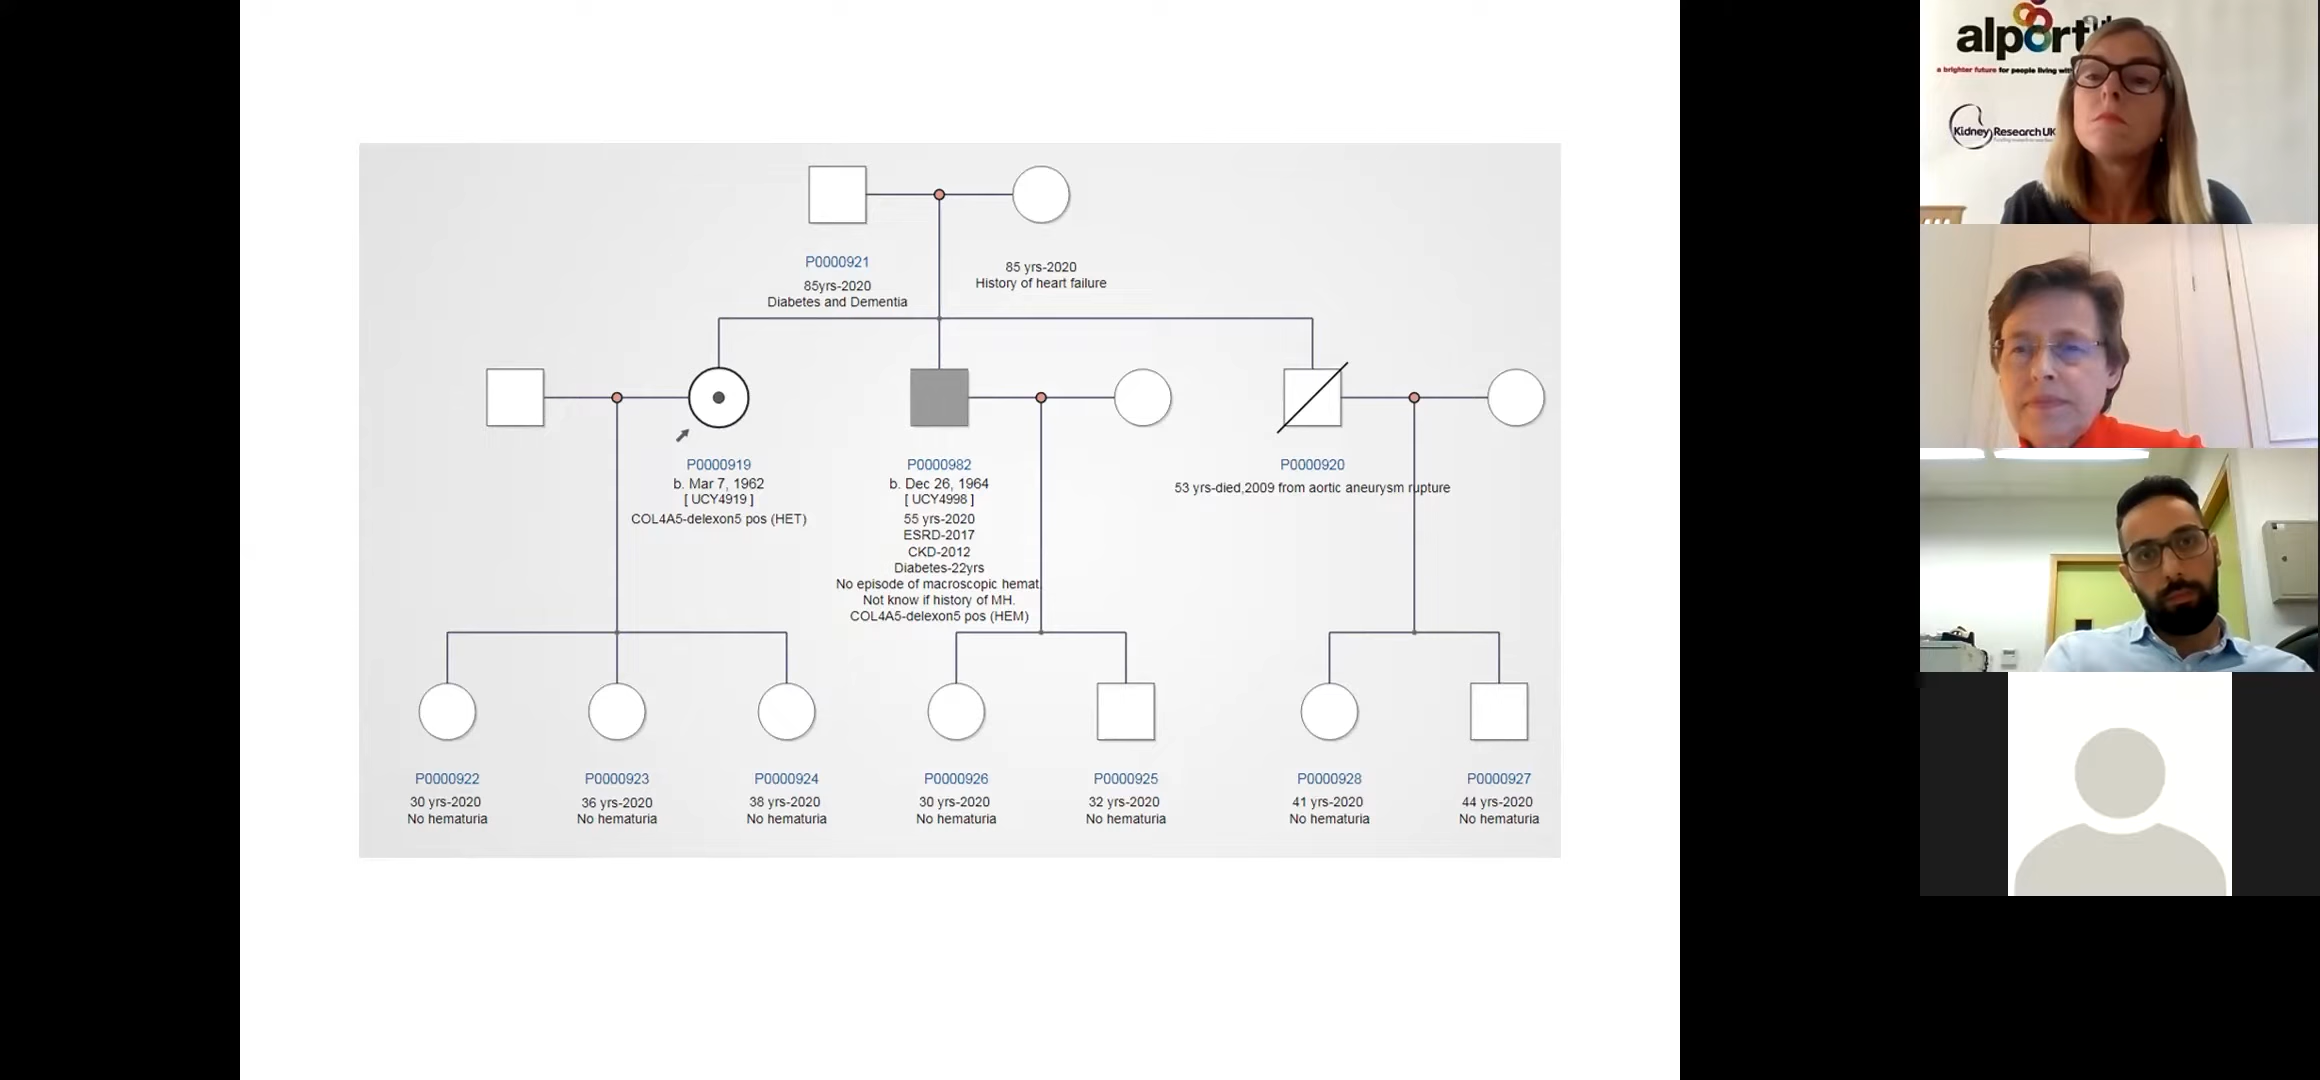 P0000921
85yrs-2020
Diabetes and Dementia
85 yrs-2020
History of heart failure
P0000919
b. Mar 7, 1962
[ UCY4919 ]
COL4A5-delexon5 pos (HET)
P0000982
b. Dec 26, 1964
[ UCY4998 ]
55 yrs-2020
ESRD-2017
CKD-2012
Diabetes-22yrs
No episode of macroscopic hemat.
Not know if history of MH.
COL4A5-delexon5 pos (HEM)
P0000920
53 yrs-died,2009 from aortic aneurysm rupture
P0000922
30 yrs-2020
No hematuria
P0000923
36 yrs-2020
No hematuria
P0000924
38 yrs-2020
No hematuria
P0000926
30 yrs-2020
No hematuria
P0000925
32 yrs-2020
No hematuria
P0000928
41 yrs-2020
No hematuria
P0000927
44 yrs-2020
No hematuria
alport
a brighter future for people living
Kidney Research UK